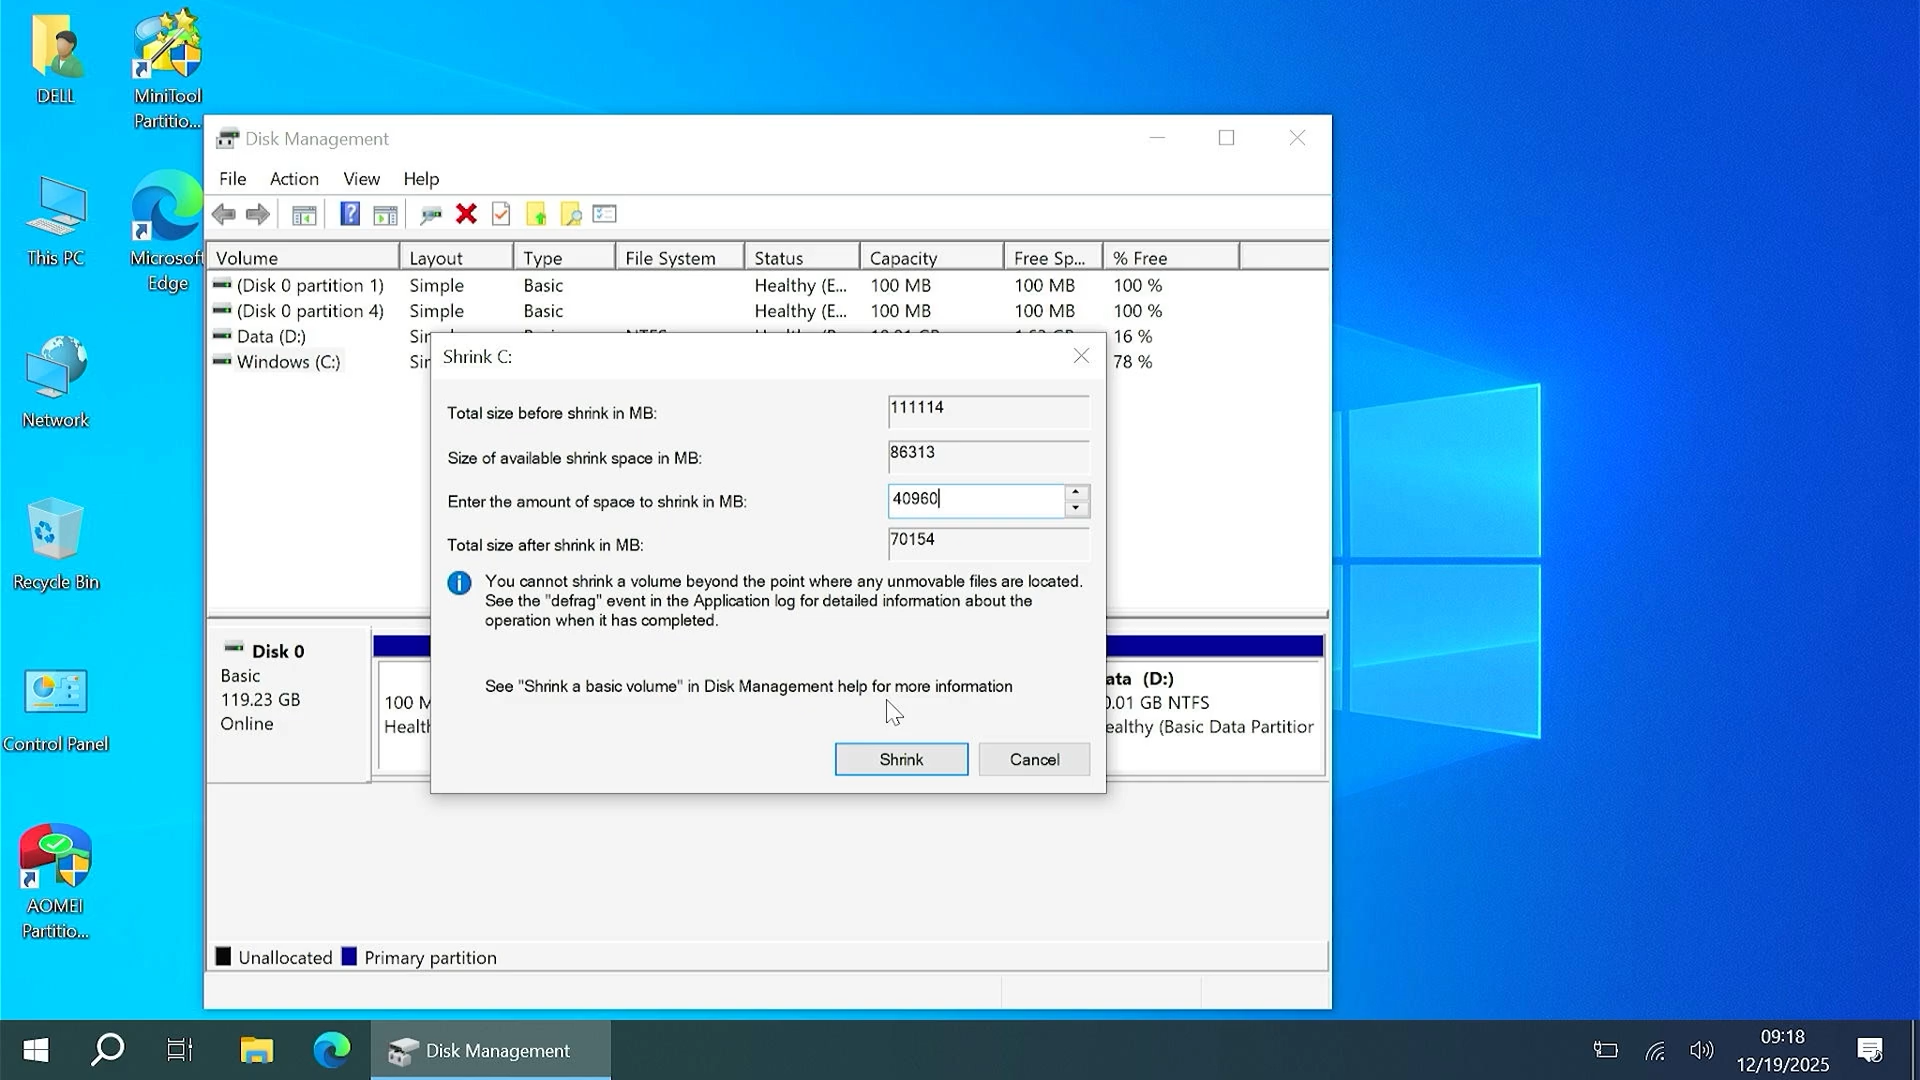 DELL
MiniTool
Partitio...
This PC
Microsoft
Edge
Network
Recycle Bin
Control Panel
AOMEI
Partitio...
Disk Management
File Action View Help
Volume Layout Type File System Status Capacity Free Sp... % Free
(Disk 0 partition 1) Simple Basic Healthy (E... 100 MB 100 MB 100 %
(Disk 0 partition 4) Simple Basic Healthy (E... 100 MB 100 MB 100 %
Data (D:) 16 %
Windows (C:) 78 %
Shrink C:
Total size before shrink in MB: 111114
Size of available shrink space in MB: 86313
Enter the amount of space to shrink in MB: 40960
Total size after shrink in MB: 70154
You cannot shrink a volume beyond the point where any unmovable files are located.
See the "defrag" event in the Application log for detailed information about the
operation when it has completed.
See "Shrink a basic volume" in Disk Management help for more information
Shrink Cancel
Disk 0
Basic
119.23 GB
Online
100 M
Healt
ata (D:)
0.01 GB NTFS
ealthy (Basic Data Partition
Unallocated Primary partition
Disk Management
09:18
12/19/2025